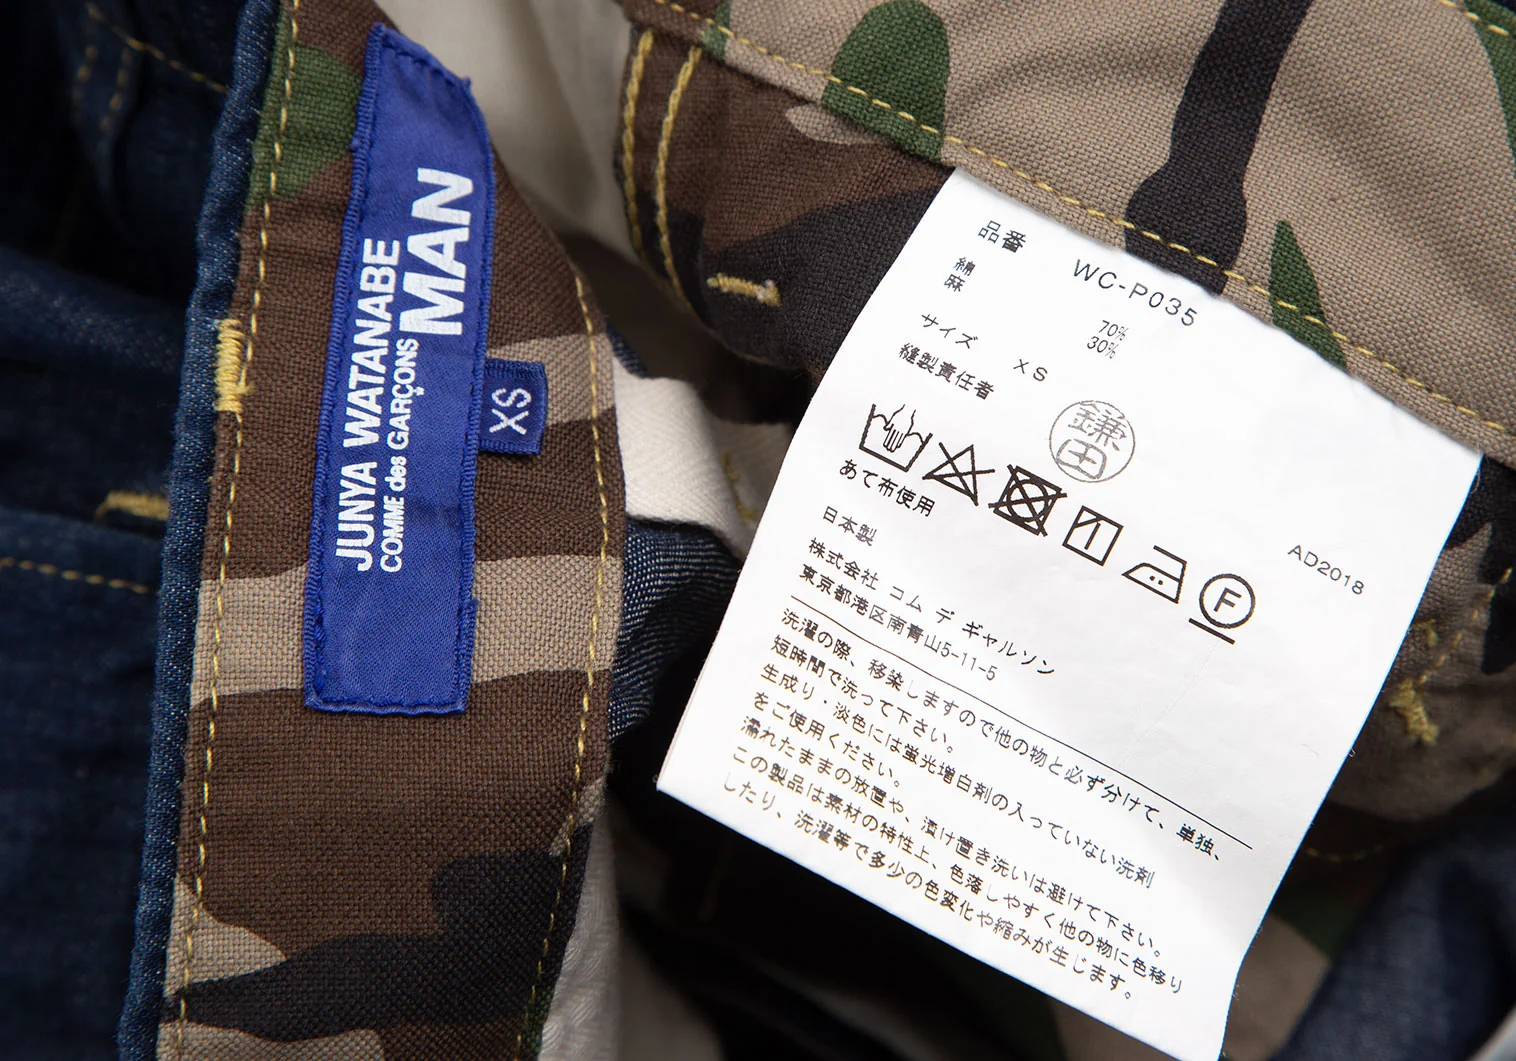 JUNYA WATANABE
COMME des GARÇONS
MAN
XS
品番 WC-P035
綿 70%
麻 30%
サイズ XS
縫製責任者
鎌田
あて布使用
F
日本製
AD2018
株式会社 コム デ ギャルソン
東京都港区南青山5-11-5
洗濯の際、移染しますので他の物と必ず分けて、単独、
短時間で洗って下さい。
生成り・淡色には蛍光増白剤の入っていない洗剤
をご使用ください。
濡れたままの放置や、漬け置き洗いは避けて下さい。
この製品は素材の特性上、色落しやすく他の物に色移り
したり、洗濯等で多少の色変化や縮みが生じます。